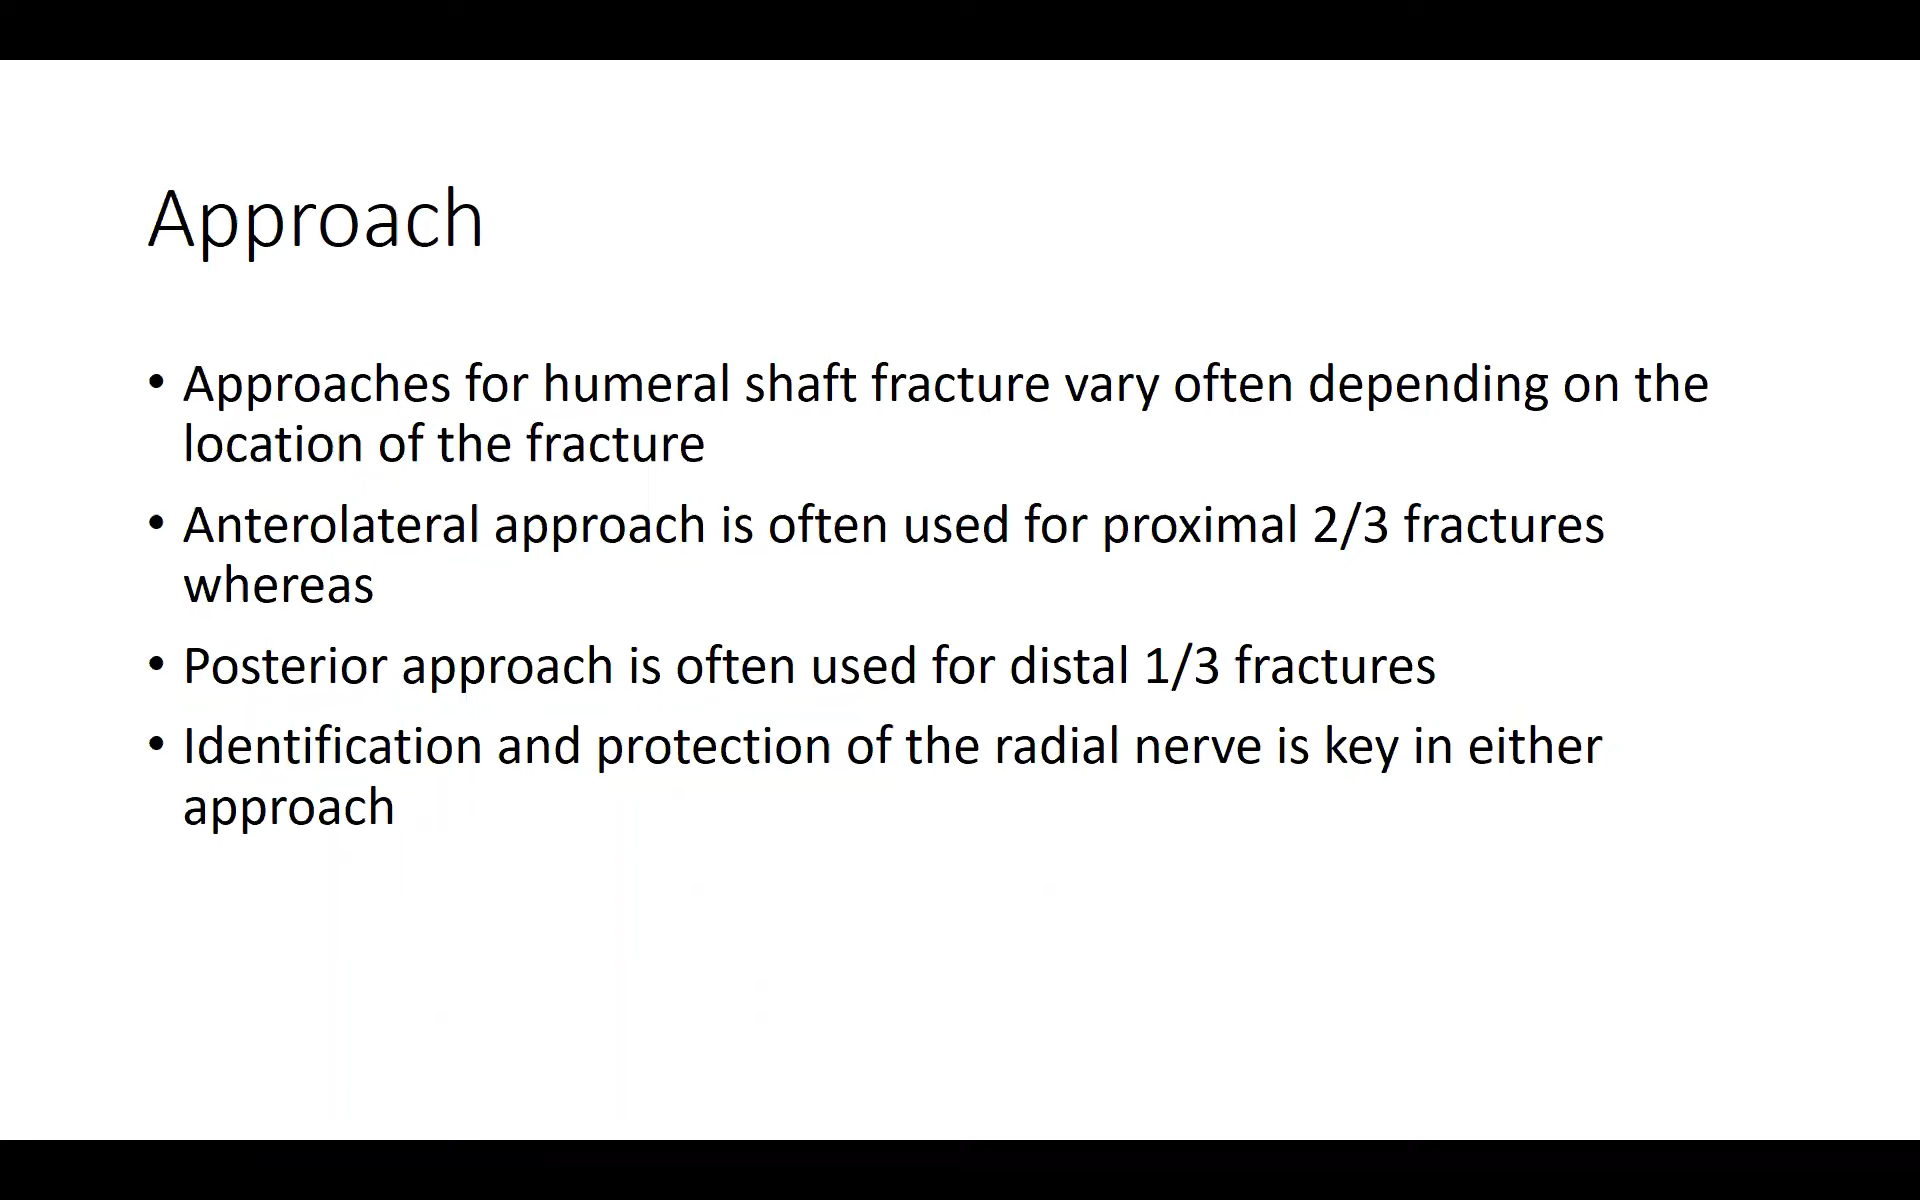 Approach
• Approaches for humeral shaft fracture vary often depending on the
location of the fracture
• Anterolateral approach is often used for proximal 2/3 fractures
whereas
• Posterior approach is often used for distal 1/3 fractures
• Identification and protection of the radial nerve is key in either
approach